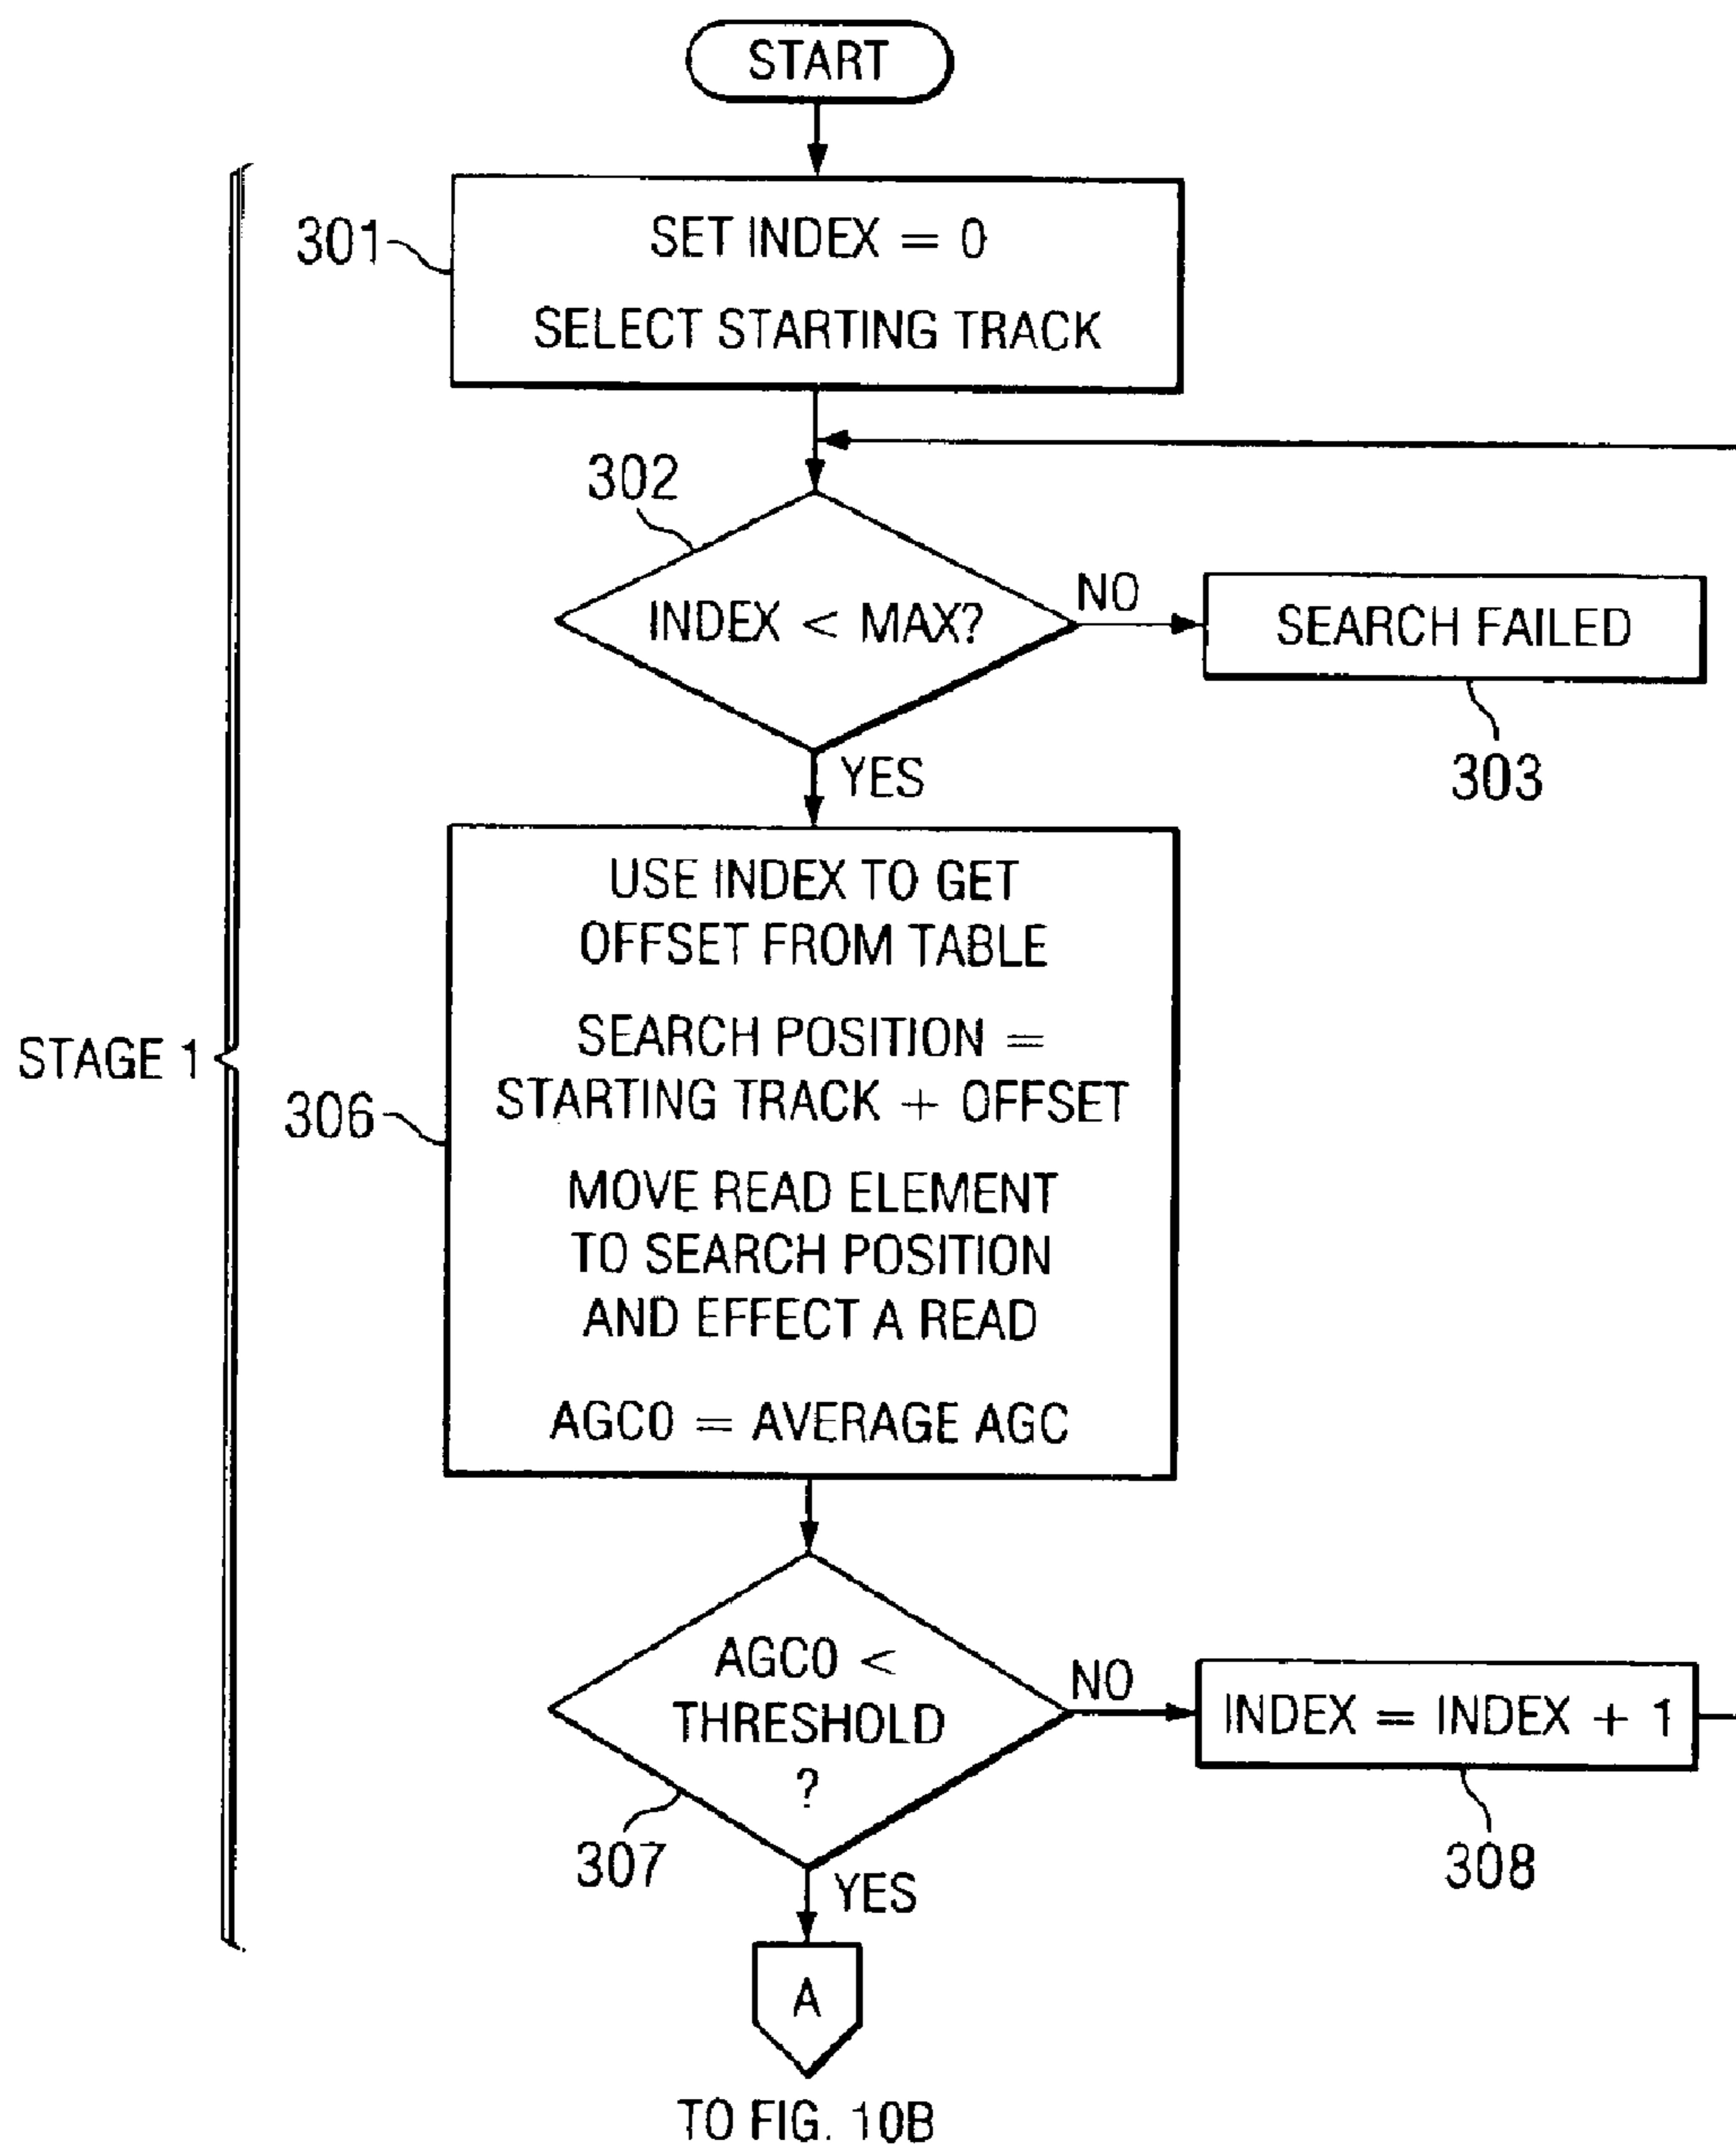 START
301
SET INDEX = 0
SELECT STARTING TRACK
302
INDEX < MAX?
NO
SEARCH FAILED
303
YES
USE INDEX TO GET
OFFSET FROM TABLE
SEARCH POSITION =
STARTING TRACK + OFFSET
STAGE 1
306
MOVE READ ELEMENT
TO SEARCH POSITION
AND EFFECT A READ
AGC0 = AVERAGE AGC
AGC0 <
THRESHOLD
?
NO
INDEX = INDEX + 1
307
308
YES
A
TO FIG. 10B